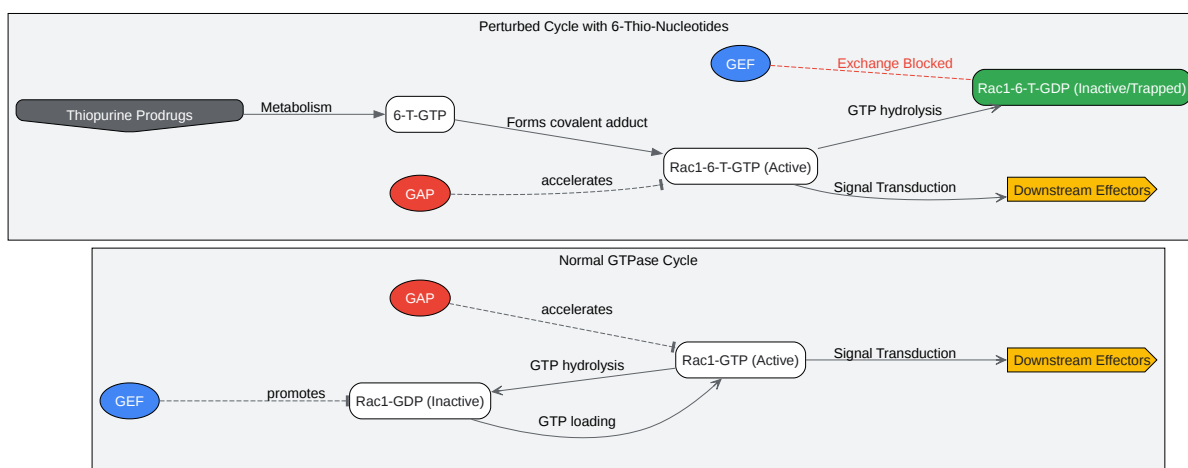 Perturbed Cycle with 6-Thio-Nucleotides
GEF
Exchange Blocked
Rac1-6-T-GDP (Inactive/Trapped)
Thiopurine Prodrugs
Metabolism
6-T-GTP
GTP hydrolysis
Forms covalent adduct
Rac1-6-T-GTP (Active)
GAP
accelerates
Signal Transduction
Downstream Effectors
Normal GTPase Cycle
GAP
accelerates
Rac1-GTP (Active)
Signal Transduction
Downstream Effectors
GTP hydrolysis
GEF
promotes
Rac1-GDP (Inactive)
GTP loading